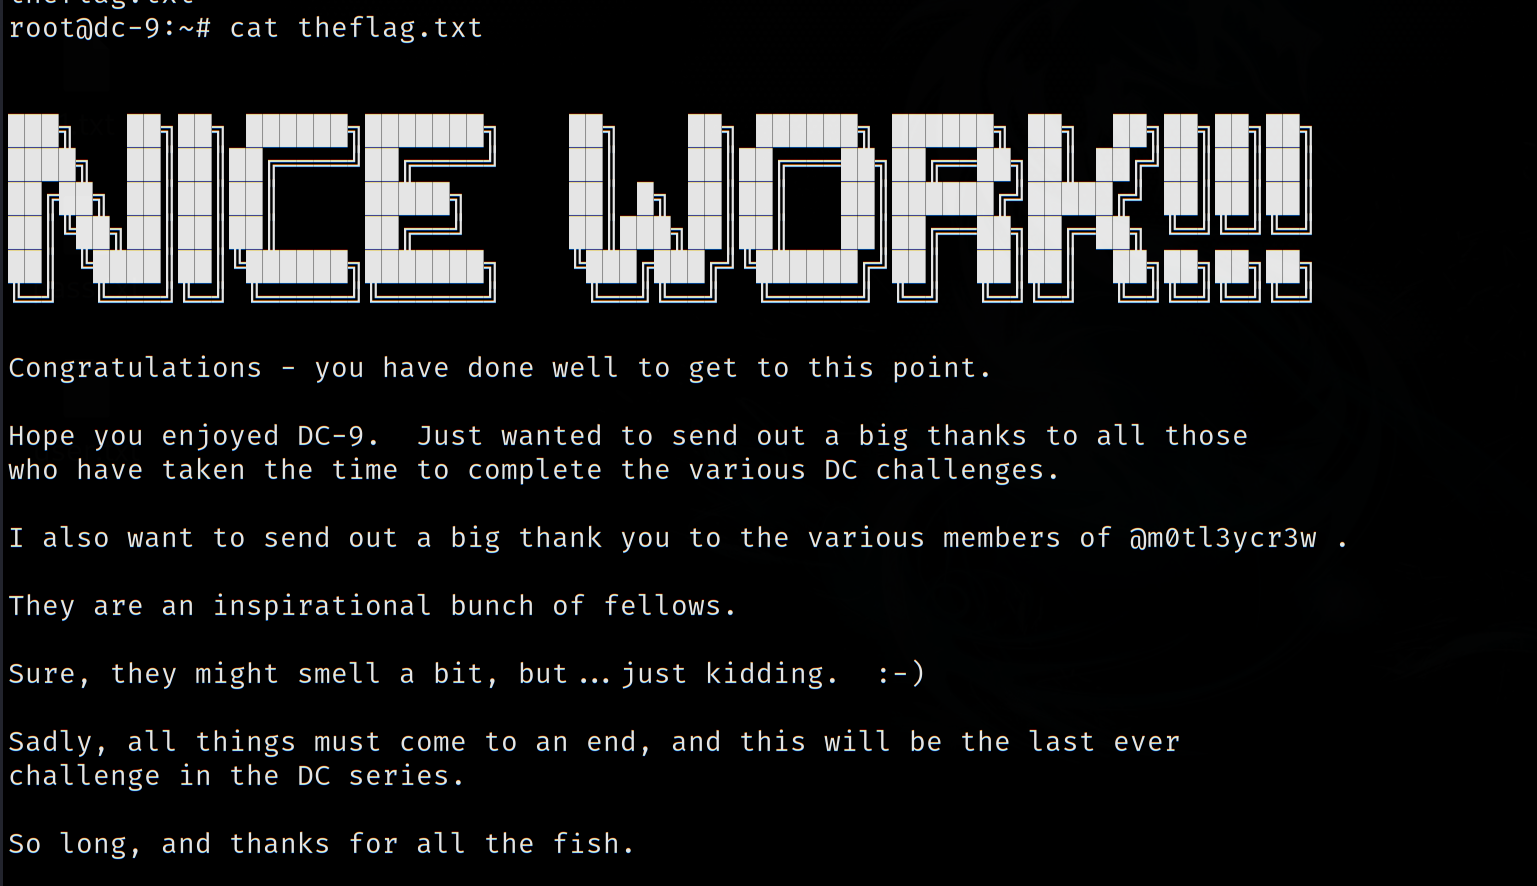 theflag.txt
root@dc-9:~# cat theflag.txt
NICE WORK!!!
Congratulations - you have done well to get to this point.
Hope you enjoyed DC-9.  Just wanted to send out a big thanks to all those
who have taken the time to complete the various DC challenges.
I also want to send out a big thank you to the various members of @m0tl3ycr3w .
They are an inspirational bunch of fellows.
Sure, they might smell a bit, but...just kidding.  :-)
Sadly, all things must come to an end, and this will be the last ever
challenge in the DC series.
So long, and thanks for all the fish.